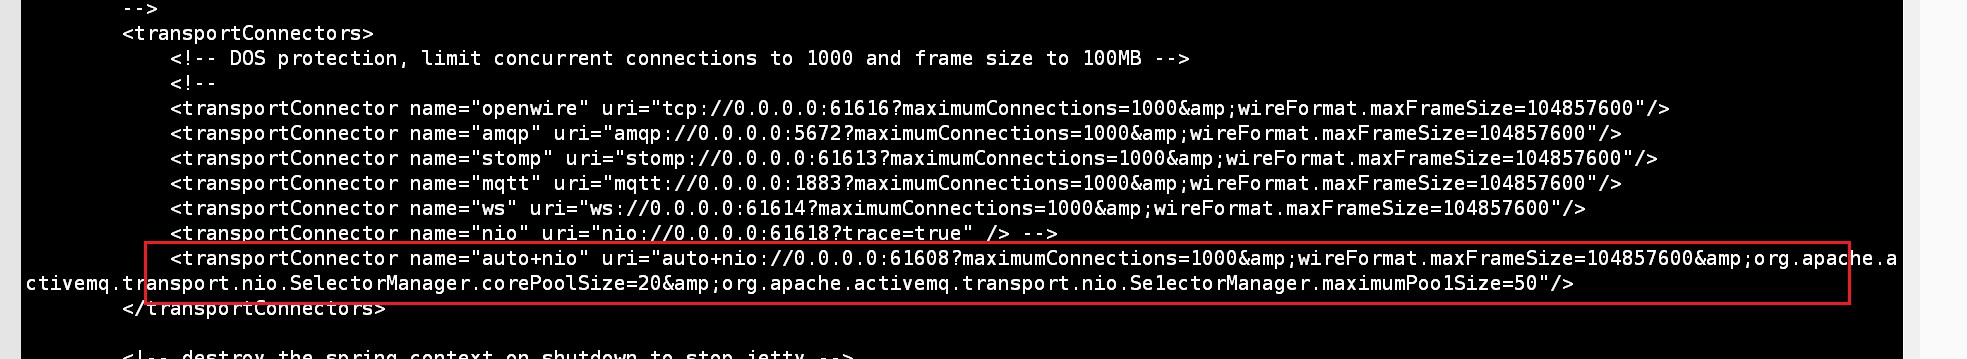 -->
<transportConnectors>
<!-- DOS protection, limit concurrent connections to 1000 and frame size to 100MB -->
<!--
<transportConnector name="openwire" uri="tcp://0.0.0.0:61616?maximumConnections=1000&amp;wireFormat.maxFrameSize=104857600"/>
<transportConnector name="amqp" uri="amqp://0.0.0.0:5672?maximumConnections=1000&amp;wireFormat.maxFrameSize=104857600"/>
<transportConnector name="stomp" uri="stomp://0.0.0.0:61613?maximumConnections=1000&amp;wireFormat.maxFrameSize=104857600"/>
<transportConnector name="mqtt" uri="mqtt://0.0.0.0:1883?maximumConnections=1000&amp;wireFormat.maxFrameSize=104857600"/>
<transportConnector name="ws" uri="ws://0.0.0.0:61614?maximumConnections=1000&amp;wireFormat.maxFrameSize=104857600"/>
<transportConnector name="nio" uri="nio://0.0.0.0:61618?trace=true" /> -->
<transportConnector name="auto+nio" uri="auto+nio://0.0.0.0:61608?maximumConnections=1000&amp;wireFormat.maxFrameSize=104857600&amp;org.apache.a
ctivemq.transport.nio.SelectorManager.corePoolSize=20&amp;org.apache.activemq.transport.nio.Se1ectorManager.maximumPoo1Size=50"/>
</transportConnectors>
<!-- destroy the spring context on shutdown to stop jetty -->